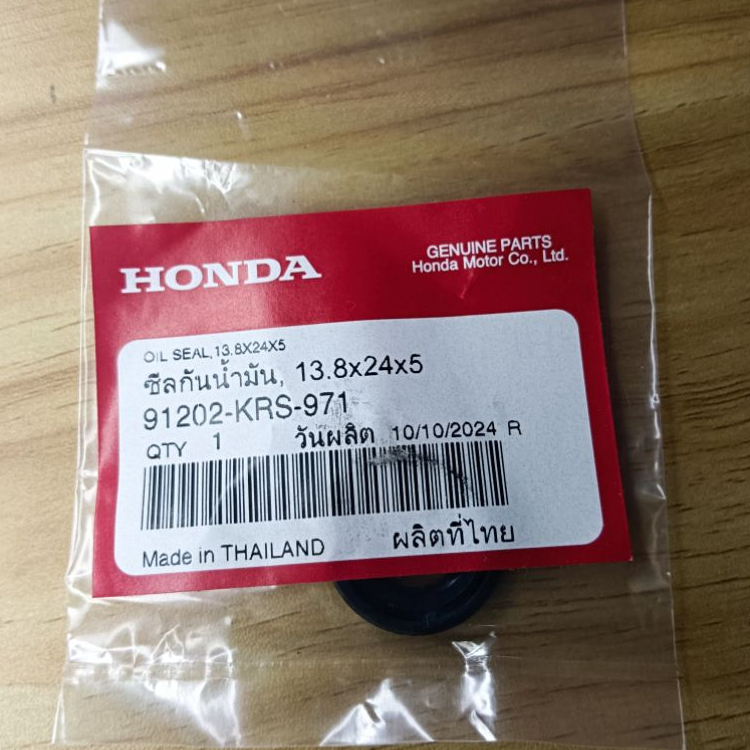 HONDA
GENUINE PARTS
Honda Motor Co., Ltd.
OIL SEAL,13.8X24X5
ซีลกันน้ำมัน, 13.8x24x5
91202-KRS-971
QTY 1 วันผลิต 10/10/2024 R
Made in THAILAND ผลิตที่ไทย